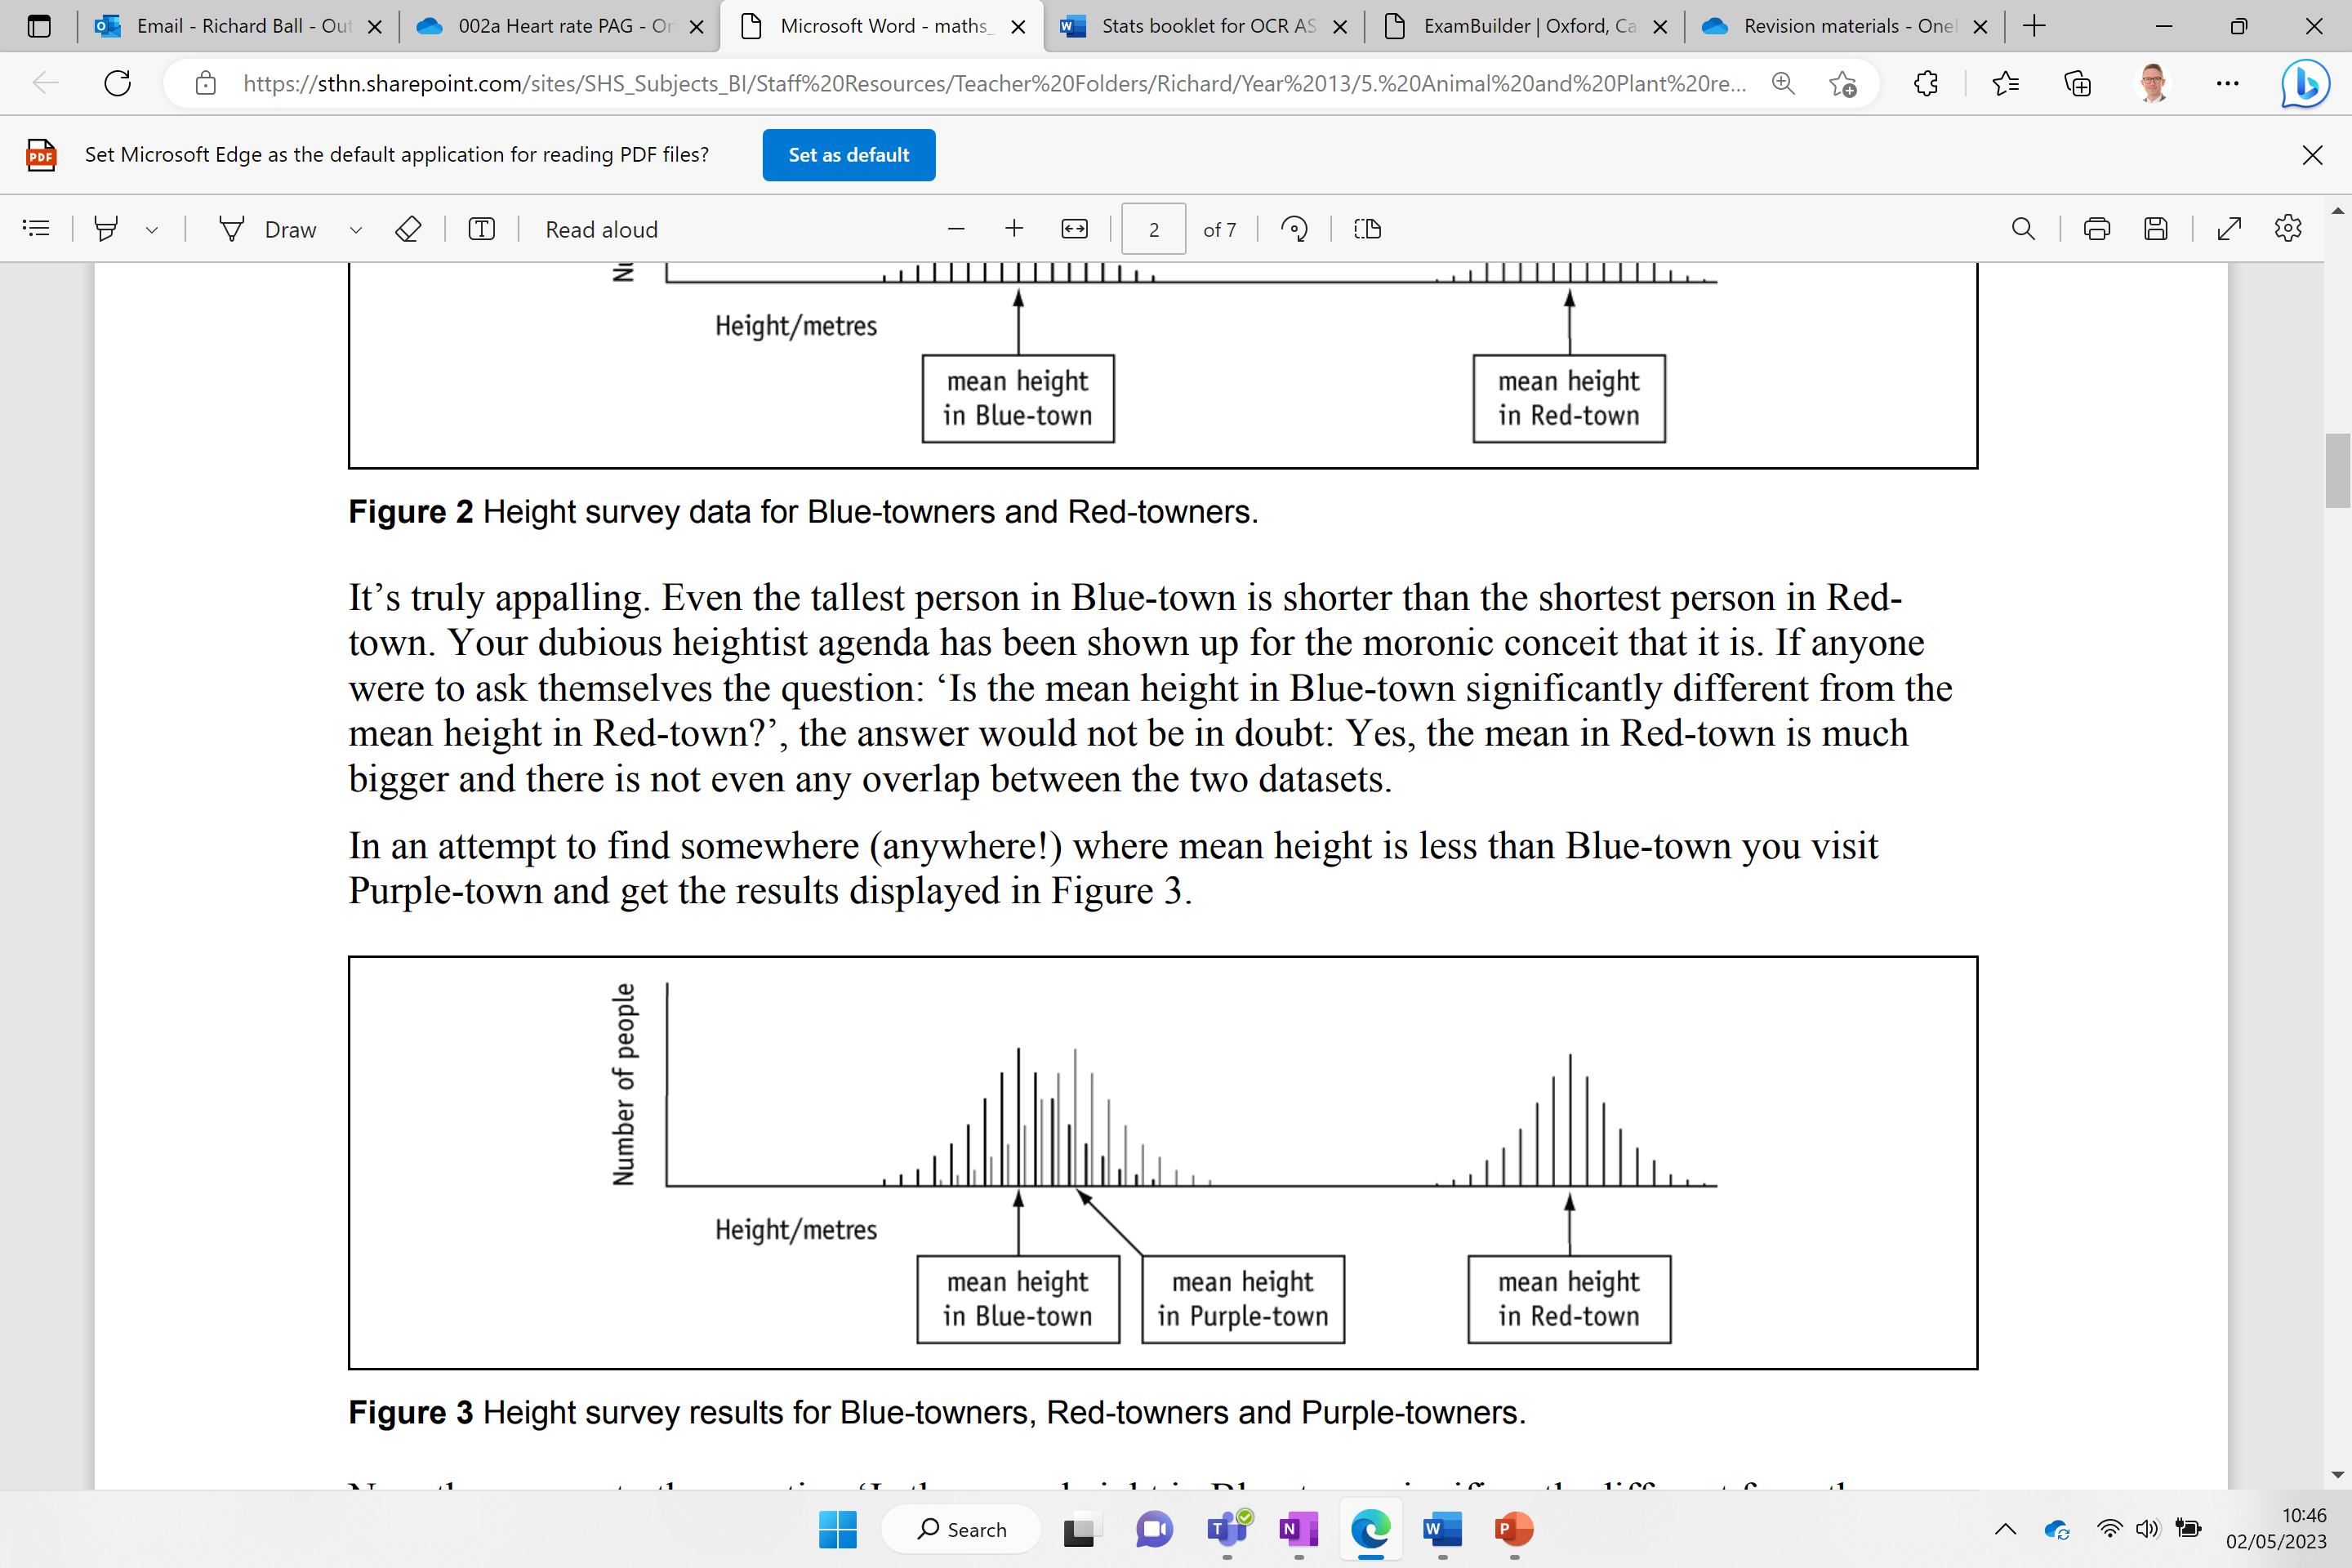 Email - Richard Ball - Out
002a Heart rate PAG - On
Microsoft Word - maths_
Stats booklet for OCR AS
ExamBuilder | Oxford, Ca
Revision materials - One
https://sthn.sharepoint.com/sites/SHS_Subjects_BI/Staff%20Resources/Teacher%20Folders/Richard/Year%2013/5.%20Animal%20and%20Plant%20re...
PDF
Set Microsoft Edge as the default application for reading PDF files?
Set as default
Draw
Read aloud
2
of 7
Height/metres
mean height
in Blue-town
mean height
in Red-town
Figure 2 Height survey data for Blue-towners and Red-towners.
It’s truly appalling. Even the tallest person in Blue-town is shorter than the shortest person in Red-
town. Your dubious heightist agenda has been shown up for the moronic conceit that it is. If anyone
were to ask themselves the question: ‘Is the mean height in Blue-town significantly different from the
mean height in Red-town?’, the answer would not be in doubt: Yes, the mean in Red-town is much
bigger and there is not even any overlap between the two datasets.
In an attempt to find somewhere (anywhere!) where mean height is less than Blue-town you visit
Purple-town and get the results displayed in Figure 3.
Number of people
Height/metres
mean height
in Blue-town
mean height
in Purple-town
mean height
in Red-town
Figure 3 Height survey results for Blue-towners, Red-towners and Purple-towners.
Search
10:46
02/05/2023